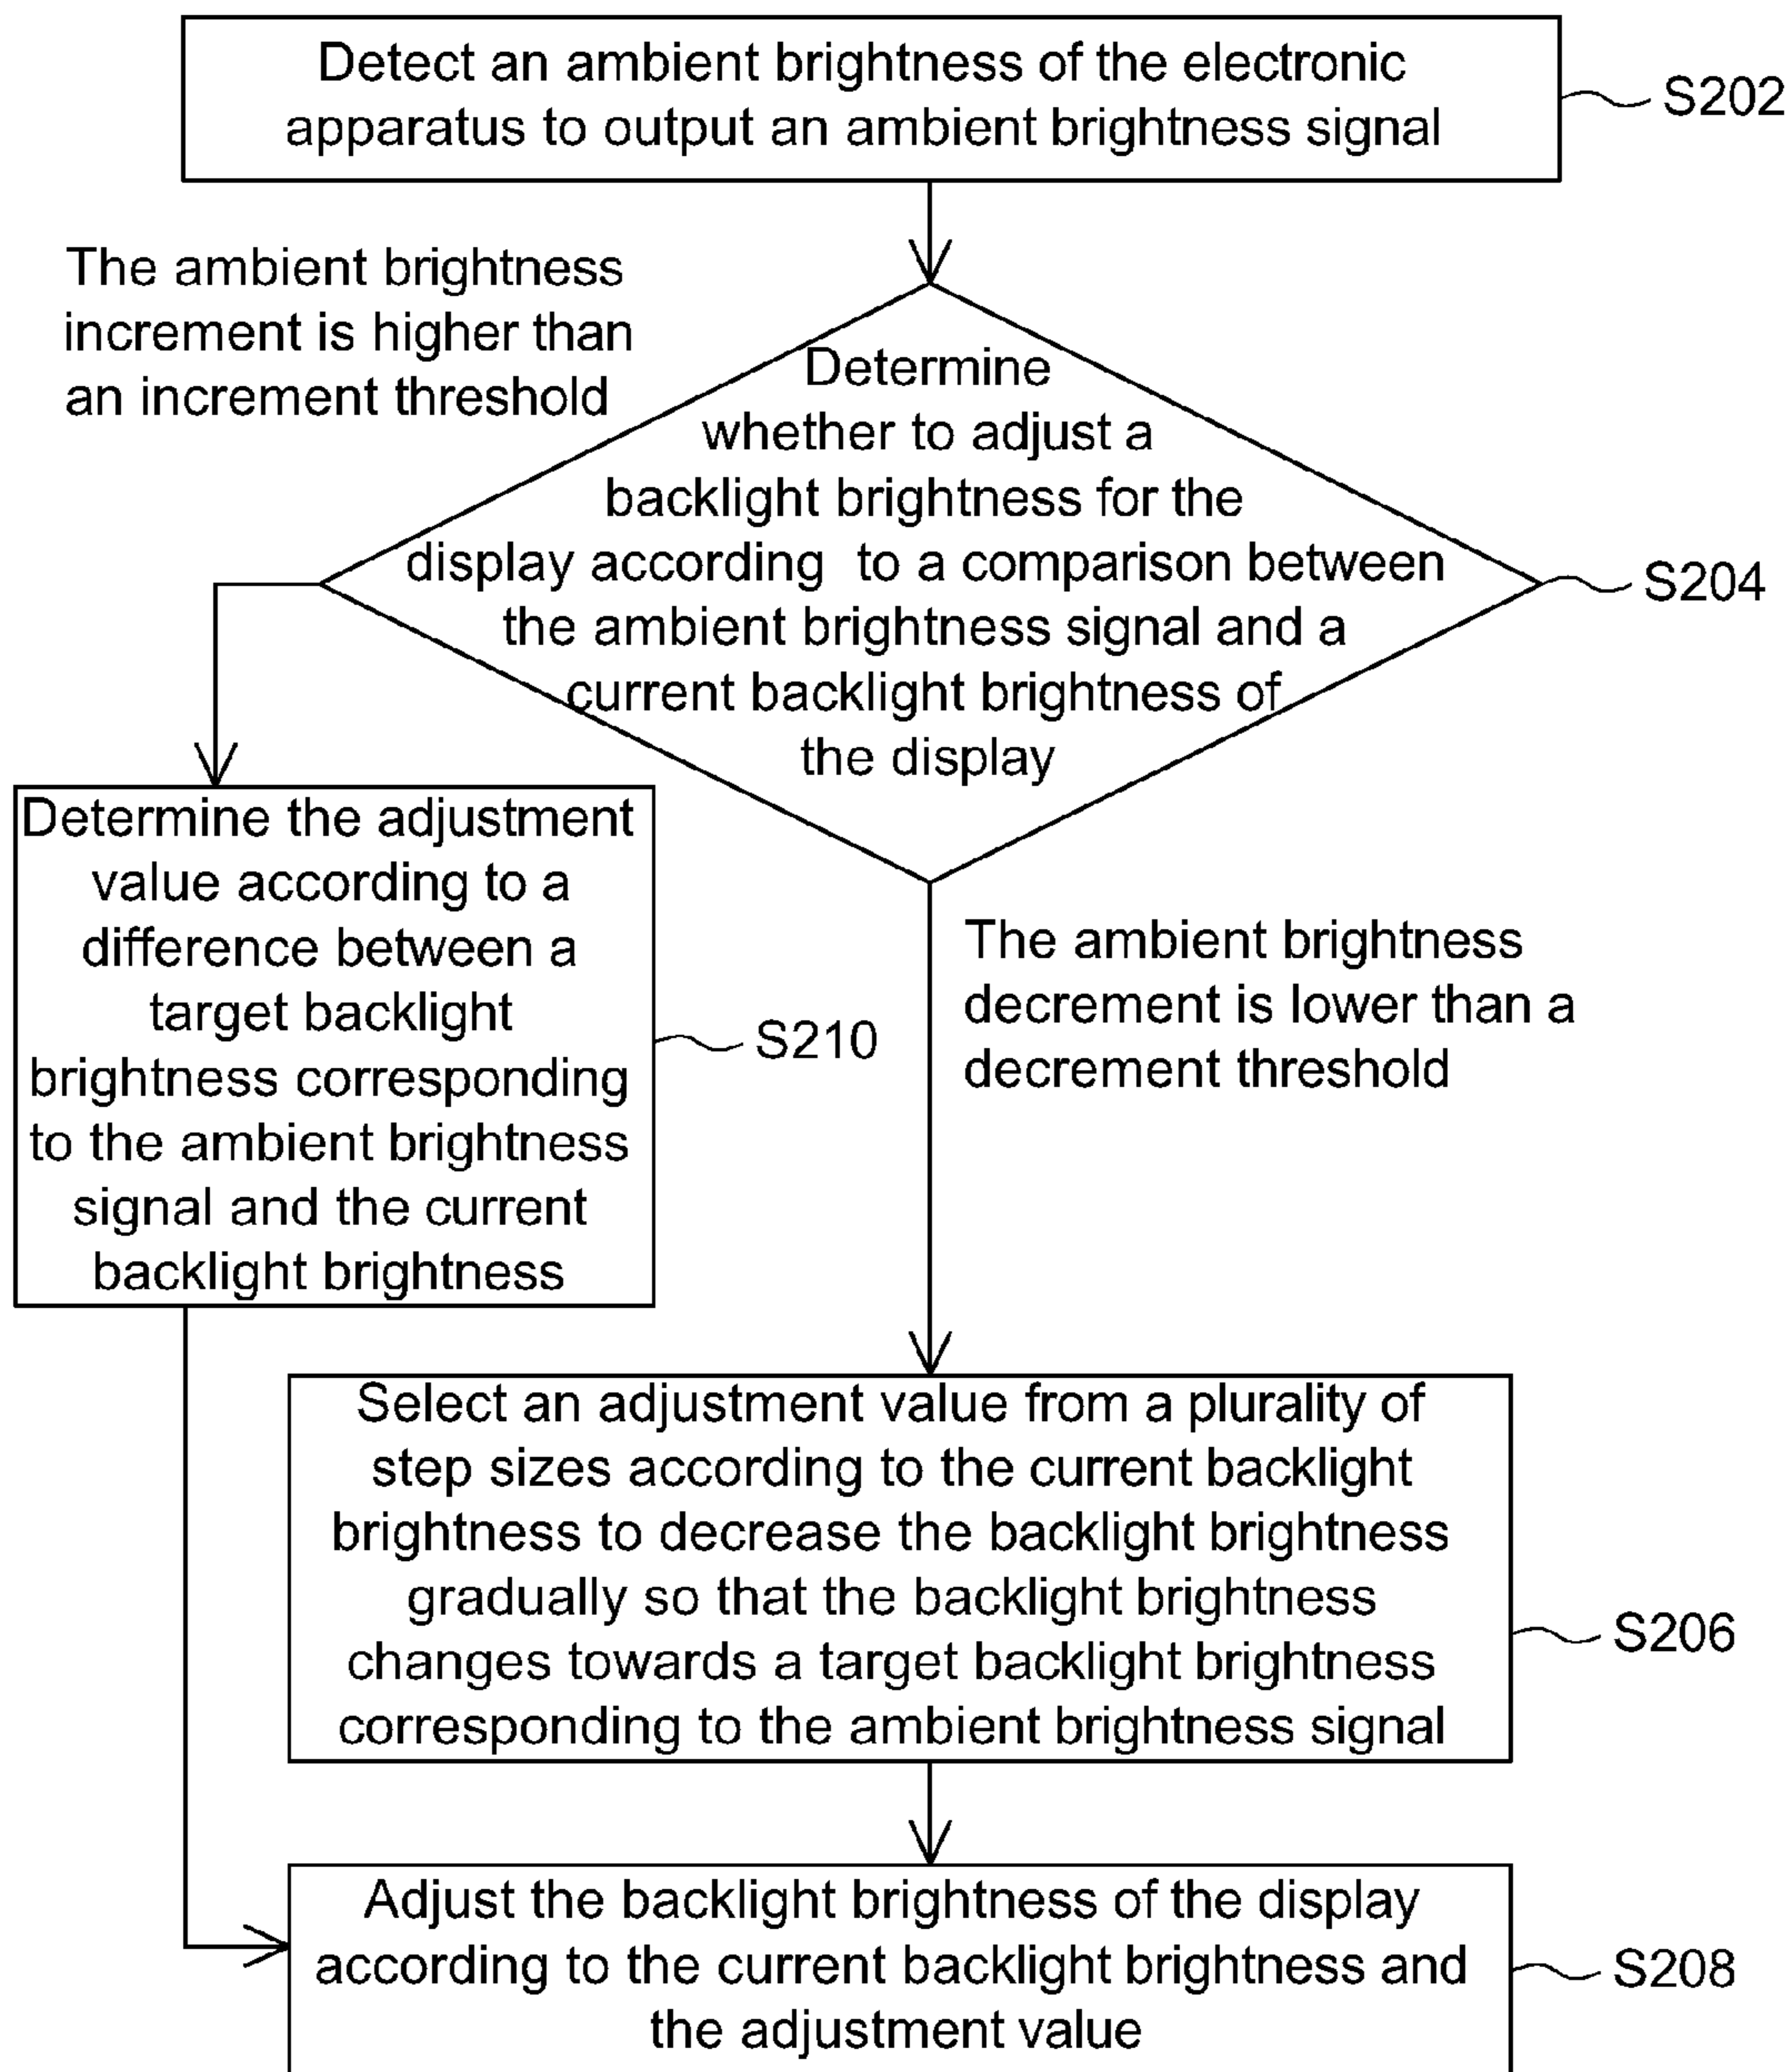 Detect an ambient brightness of the electronic
apparatus to output an ambient brightness signal
S202
The ambient brightness
increment is higher than
an increment threshold
Determine
whether to adjust a
backlight brightness for the
display according to a comparison between
the ambient brightness signal and a
current backlight brightness of
the display
S204
Determine the adjustment
value according to a
difference between a
target backlight
brightness corresponding
to the ambient brightness
signal and the current
backlight brightness
S210
The ambient brightness
decrement is lower than a
decrement threshold
Select an adjustment value from a plurality of
step sizes according to the current backlight
brightness to decrease the backlight brightness
gradually so that the backlight brightness
changes towards a target backlight brightness
corresponding to the ambient brightness signal
S206
Adjust the backlight brightness of the display
according to the current backlight brightness and
the adjustment value
S208